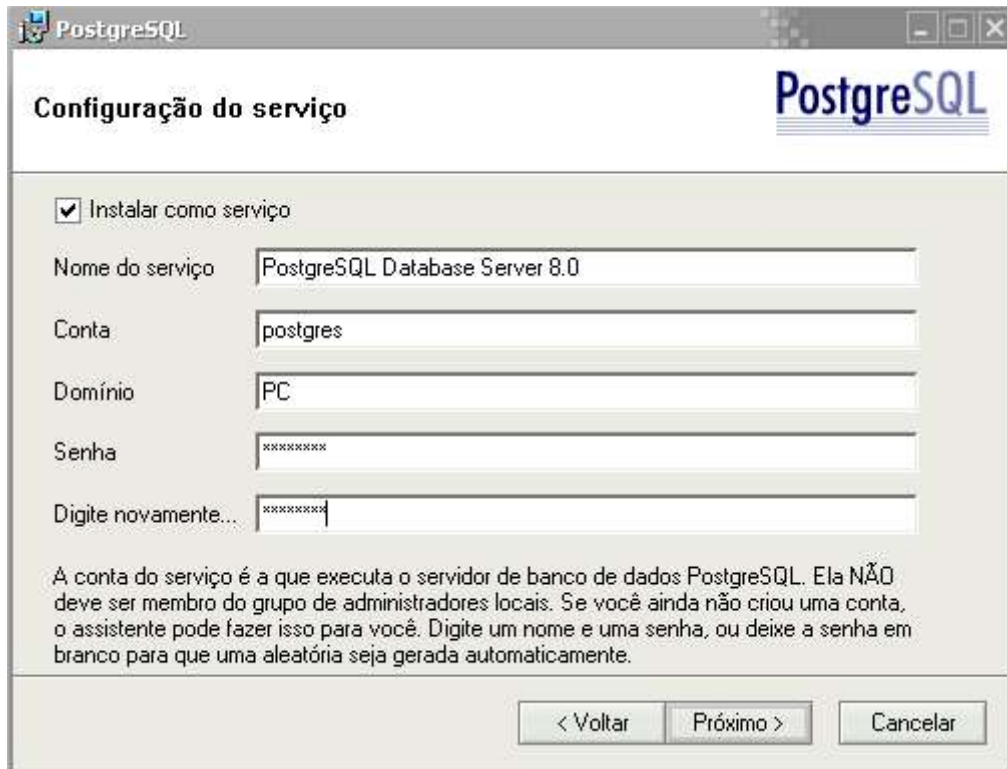 PostgreSQL
Configuração do serviço
PostgreSQL
Instalar como serviço
Nome do serviço PostgreSQL Database Server 8.0
Conta postgres
Domínio PC
Senha ********
Digite novamente... ********
A conta do serviço é a que executa o servidor de banco de dados PostgreSQL. Ela NÃO
deve ser membro do grupo de administradores locais. Se você ainda não criou uma conta,
o assistente pode fazer isso para você. Digite um nome e uma senha, ou deixe a senha em
branco para que uma aleatória seja gerada automaticamente.
< Voltar Próximo > Cancelar